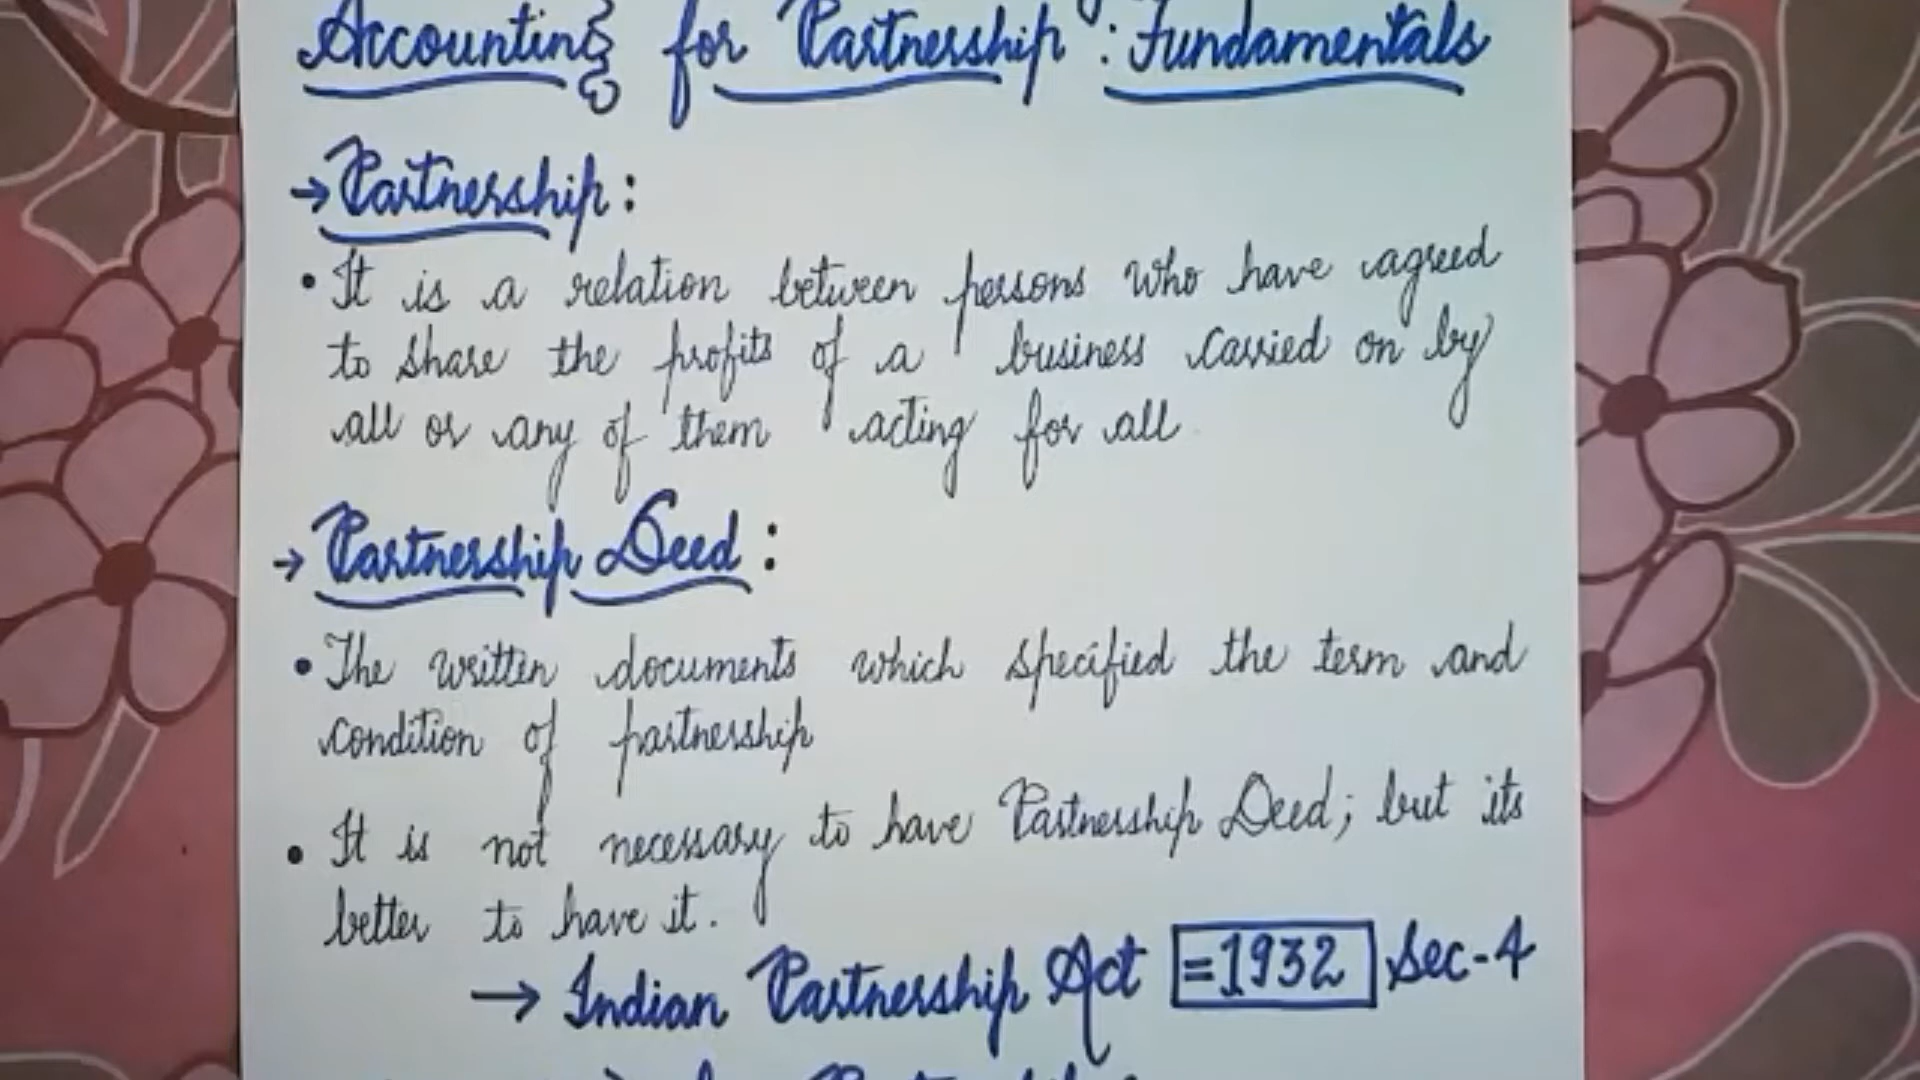 Accounting for Partnership : Fundamentals
→ Partnership :
• It is a relation between persons who have agreed
to share the profits of a business carried on by
all or any of them acting for all
→ Partnership Deed :
• The written documents which specified the term and
condition of partnership
• It is not necessary to have Partnership Deed; but its
better to have it.
→ Indian Partnership Act =1932 Sec-4